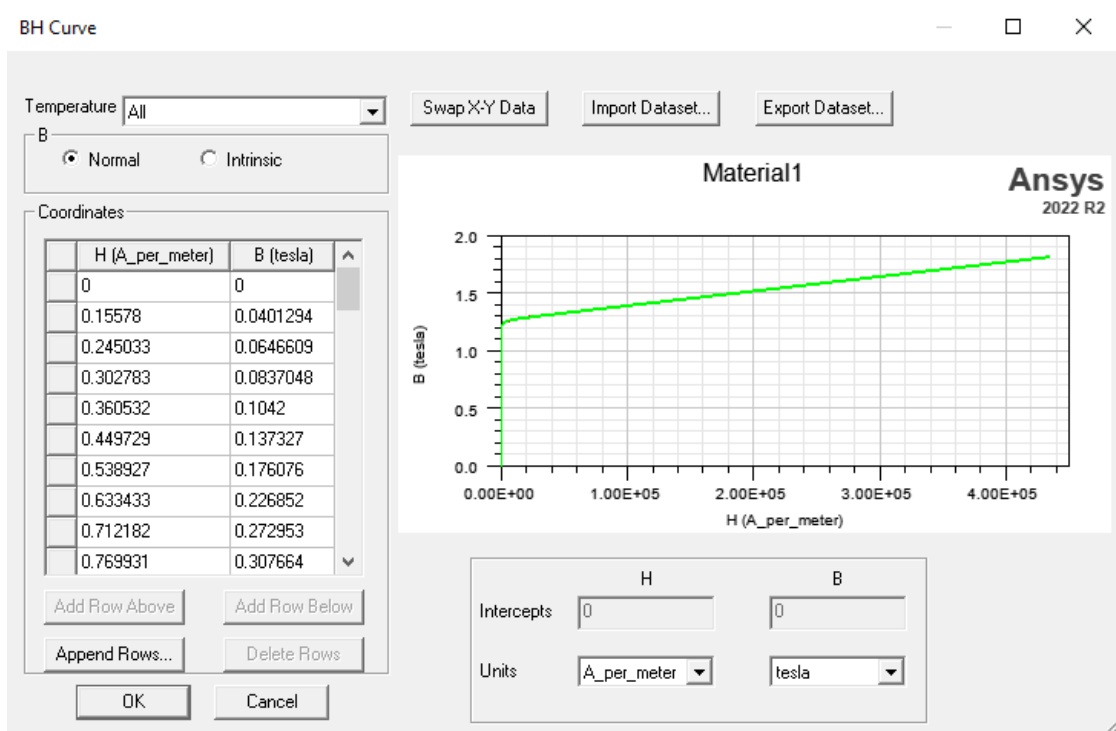 BH Curve
Temperature All
Swap X-Y Data Import Dataset... Export Dataset...
B
Normal Intrinsic
Coordinates
H (A_per_meter) B (tesla)
0 0
0.15578 0.0401294
0.245033 0.0646609
0.302783 0.0837048
0.360532 0.1042
0.449729 0.137327
0.538927 0.176076
0.633433 0.226852
0.712182 0.272953
0.769931 0.307664
Add Row Above Add Row Below
Append Rows... Delete Rows
OK Cancel
Material1
Ansys
2022 R2
2.0
1.5
1.0
0.5
0.0
B (tesla)
0.00E+00 1.00E+05 2.00E+05 3.00E+05 4.00E+05
H (A_per_meter)
H B
Intercepts 0 0
Units A_per_meter tesla